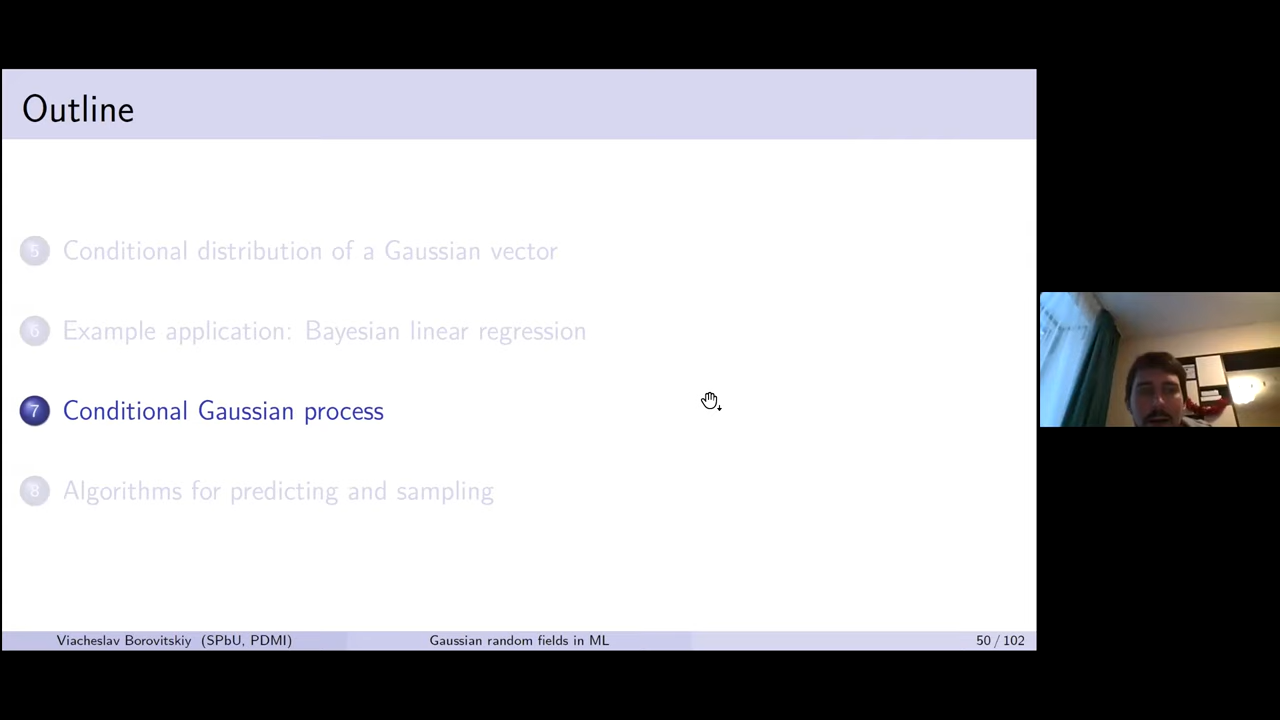 Outline
5 Conditional distribution of a Gaussian vector
6 Example application: Bayesian linear regression
7 Conditional Gaussian process
8 Algorithms for predicting and sampling
Viacheslav Borovitskiy (SPbU, PDMI) Gaussian random fields in ML 50 / 102